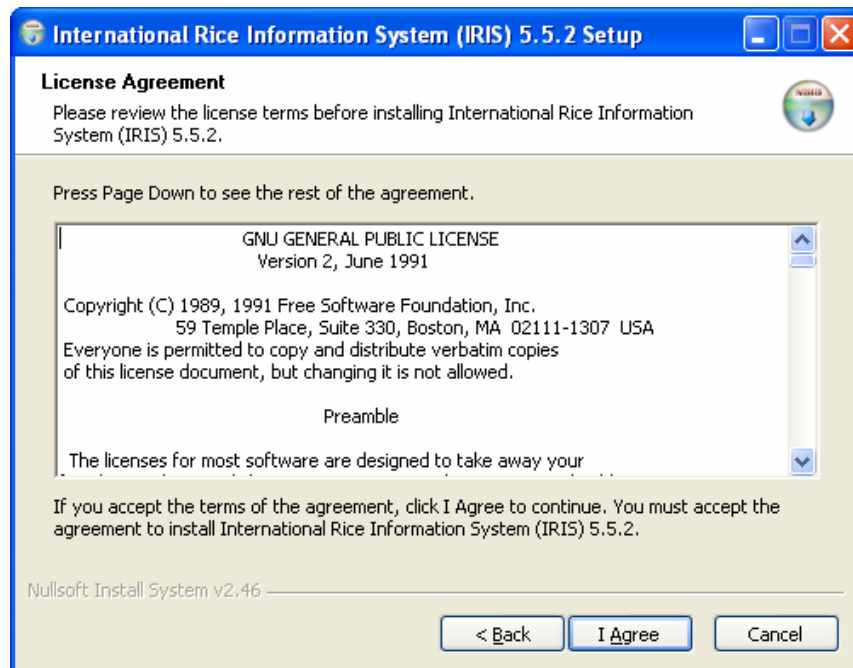 International Rice Information System (IRIS) 5.5.2 Setup
License Agreement
Please review the license terms before installing International Rice Information
System (IRIS) 5.5.2.
Press Page Down to see the rest of the agreement.
GNU GENERAL PUBLIC LICENSE
Version 2, June 1991
Copyright (C) 1989, 1991 Free Software Foundation, Inc.
59 Temple Place, Suite 330, Boston, MA 02111-1307 USA
Everyone is permitted to copy and distribute verbatim copies
of this license document, but changing it is not allowed.
Preamble
The licenses for most software are designed to take away your
If you accept the terms of the agreement, click I Agree to continue. You must accept the
agreement to install International Rice Information System (IRIS) 5.5.2.
Nullsoft Install System v2.46
< Back
I Agree
Cancel